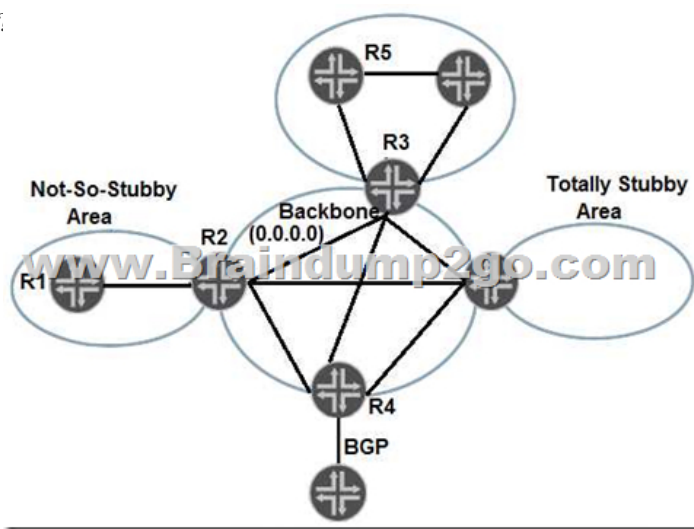 R5
R3
Not-So-Stubby
Area
Totally Stubby
Area
Backbone
(0.0.0.0)
R2
www.Braindump2go.com
R1
R4
BGP